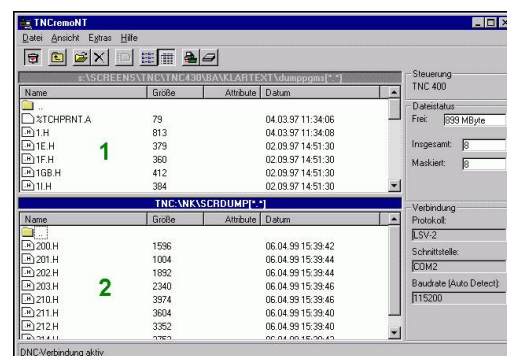 TNCremoNT
Datei Ansicht Extras Hilfe
s:\SCREENS\TNC\TNC430\BA\KLARTEXT\dumppgms[*.*]
Name Größe Attribute Datum
..
%TCHPRNT.A 79 04.03.97 11:34:06
1.H 813 04.03.97 11:34:08
1E.H 379 02.09.97 14:51:30
1F.H 360 02.09.97 14:51:30
1GB.H 412 02.09.97 14:51:30
1I.H 384 02.09.97 14:51:30
1
TNC:\NK\SCRDUMP[*.*]
Name Größe Attribute Datum
..
200.H 1596 06.04.99 15:39:42
201.H 1004 06.04.99 15:39:44
202.H 1892 06.04.99 15:39:44
203.H 2340 06.04.99 15:39:46
210.H 3974 06.04.99 15:39:46
211.H 3604 06.04.99 15:39:40
212.H 3352 06.04.99 15:39:40
2
Steuerung
TNC 400
Dateistatus
Frei: 899 MByte
Insgesamt: 8
Maskiert: 8
Verbindung
Protokoll:
LSV-2
Schnittstelle:
COM2
Baudrate (Auto Detect):
115200
DNC-Verbindung aktiv